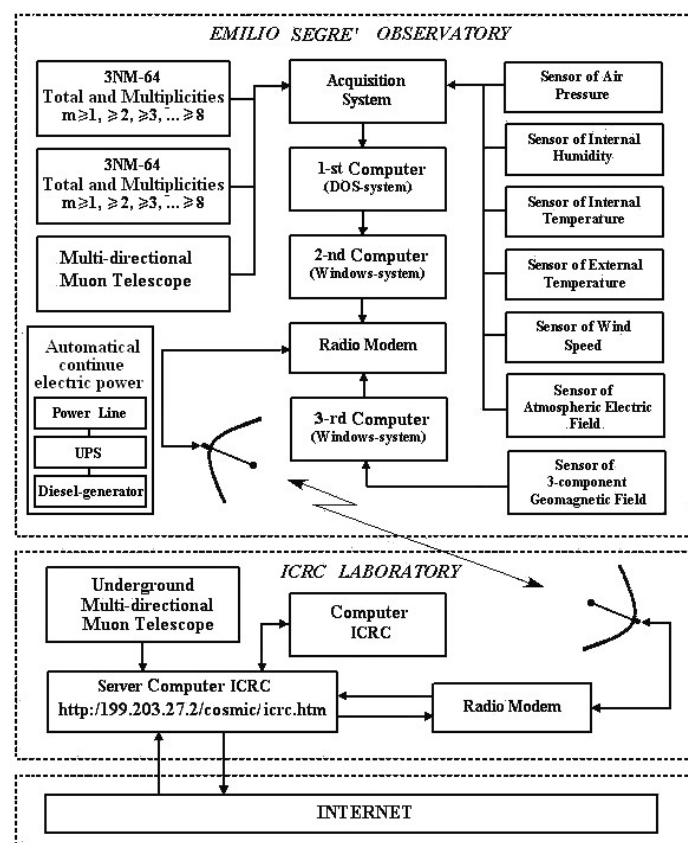 EMILIO SEGRE' OBSERVATORY
3NM-64
Total and Multiplicities
m⩾1, ⩾2, ⩾3, ... ⩾8
3NM-64
Total and Multiplicities
m⩾1, ⩾2, ⩾3, ... ⩾8
Multi-directional
Muon Telescope
Automatical
continue
electric power
Power Line
UPS
Diesel-generator
Acquisition
System
1-st Computer
(DOS-system)
2-nd Computer
(Windows-system)
Radio Modem
3-rd Computer
(Windows-system)
Sensor of Air
Pressure
Sensor of Internal
Humidity
Sensor of Internal
Temperature
Sensor of External
Temperature
Sensor of Wind
Speed
Sensor of
Atmospheric Electric
Field
Sensor of
3-component
Geomagnetic Field
ICRC LABORATORY
Underground
Multi-directional
Muon Telescope
Computer
ICRC
Server Computer ICRC
http:/199.203.27.2/cosmic/icrc.htm
Radio Modem
INTERNET